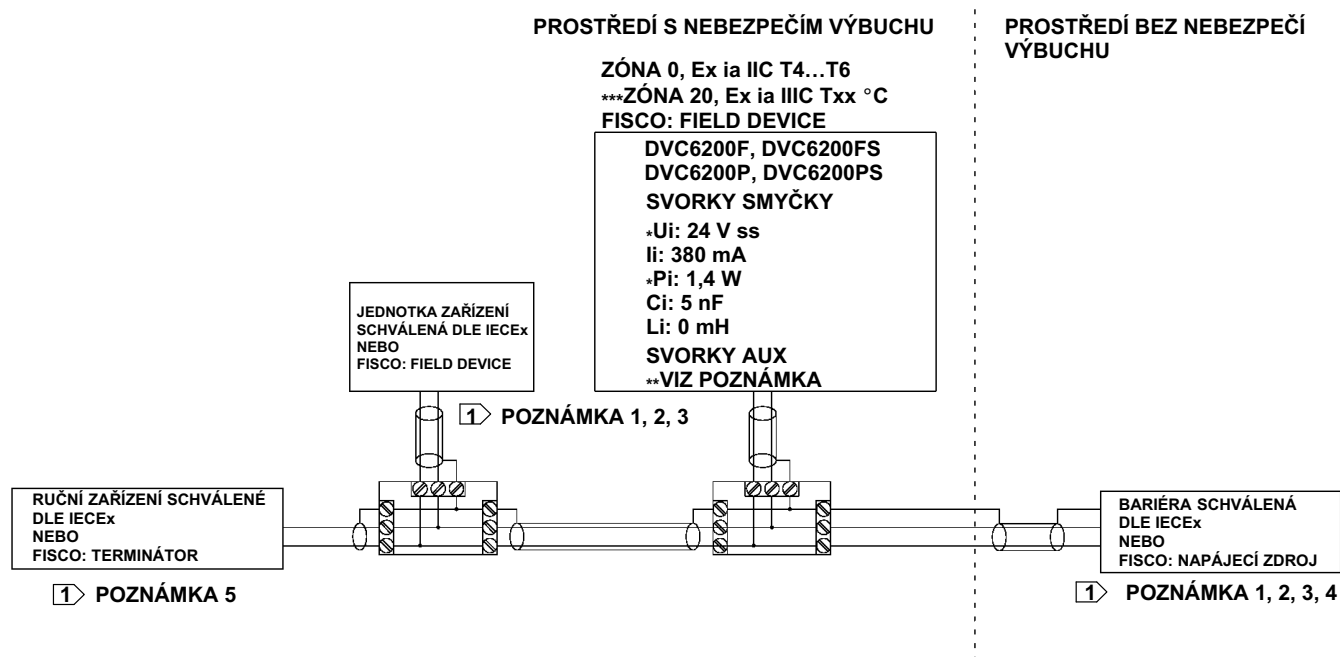 PROSTŘEDÍ S NEBEZPEČÍM VÝBUCHU
PROSTŘEDÍ BEZ NEBEZPEČÍ
VÝBUCHU
ZÓNA 0, Ex ia IIC T4…T6
***ZÓNA 20, Ex ia IIIC Txx °C
FISCO: FIELD DEVICE
DVC6200F, DVC6200FS
DVC6200P, DVC6200PS
SVORKY SMYČKY
*Ui: 24 V ss
Ii: 380 mA
*Pi: 1,4 W
Ci: 5 nF
Li: 0 mH
SVORKY AUX
**VIZ POZNÁMKA
JEDNOTKA ZAŘÍZENÍ
SCHVÁLENÁ DLE IECEx
NEBO
FISCO: FIELD DEVICE
1 POZNÁMKA 1, 2, 3
RUČNÍ ZAŘÍZENÍ SCHVÁLENÉ
DLE IECEx
NEBO
FISCO: TERMINÁTOR
1 POZNÁMKA 5
BARIÉRA SCHVÁLENÁ
DLE IECEx
NEBO
FISCO: NAPÁJECÍ ZDROJ
1 POZNÁMKA 1, 2, 3, 4